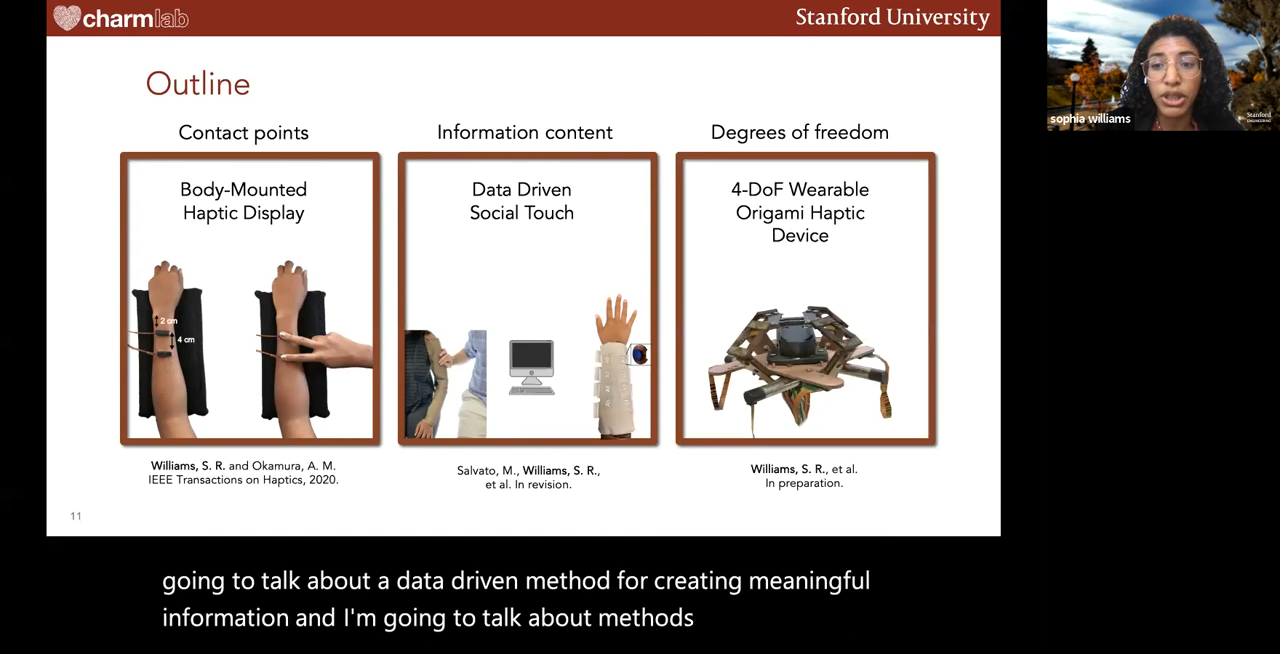 charmlab
Stanford University
Outline
Contact points
Information content
Degrees of freedom
Body-Mounted
Haptic Display
Data Driven
Social Touch
4-DoF Wearable
Origami Haptic
Device
2 cm
4 cm
Williams, S. R. and Okamura, A. M.
IEEE Transactions on Haptics, 2020.
Salvato, M., Williams, S. R.,
et al. In revision.
Williams, S. R., et al.
In preparation.
11
sophia williams
Stanford
ENGINEERING
going to talk about a data driven method for creating meaningful
information and I'm going to talk about methods